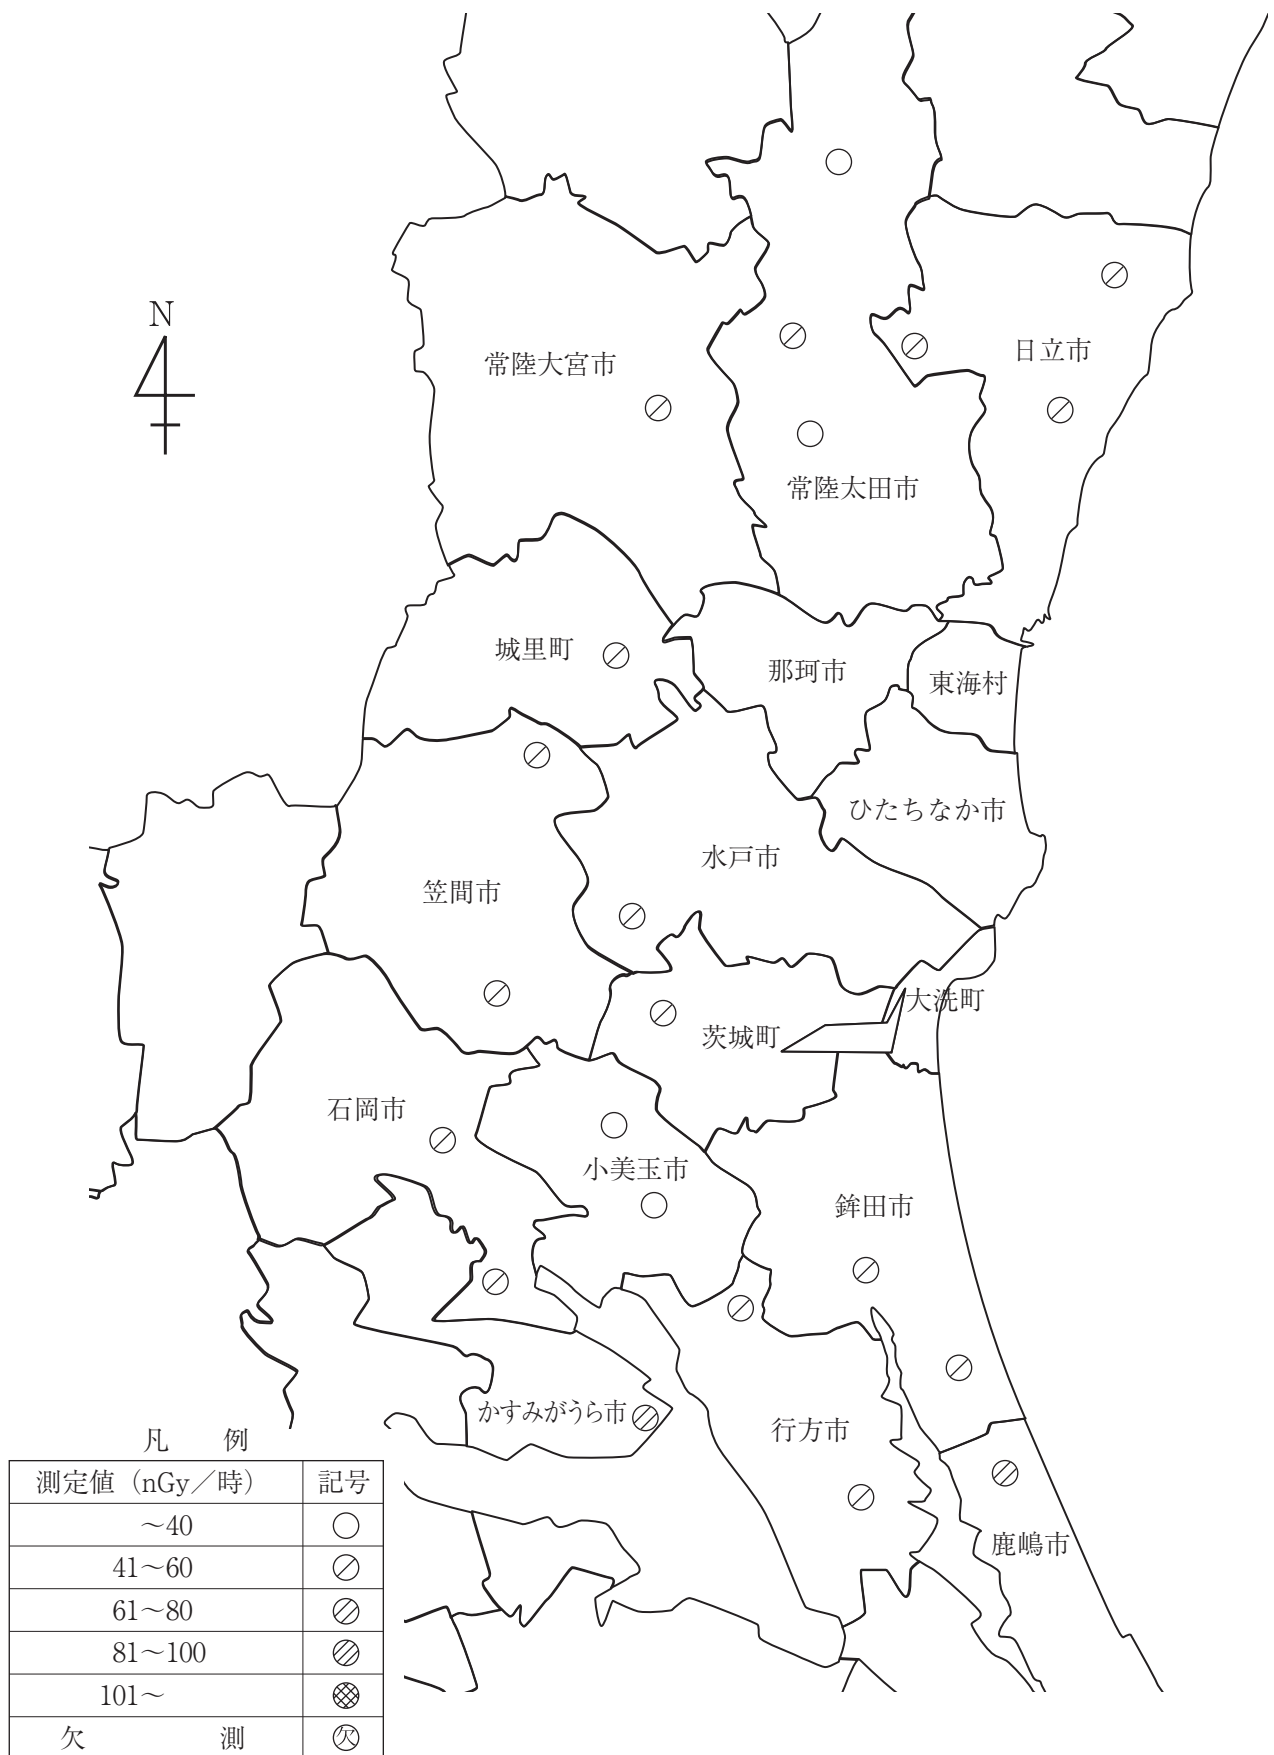 N
常陸大宮市
日立市
常陸太田市
城里町
那珂市
東海村
ひたちなか市
水戸市
笠間市
大洗町
茨城町
石岡市
小美玉市
鉾田市
かすみがうら市
行方市
鹿嶋市
凡 例
測定値（nGy／時） 記号
～40
41～60
61～80
81～100
101～
欠 測 欠